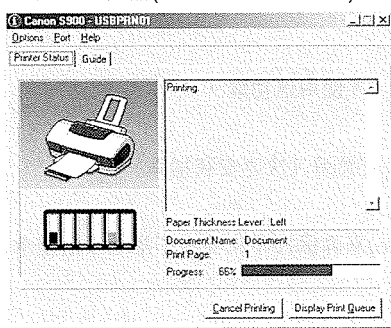 Canon S900 - USBPRN01
Options Port Help
Printer Status Guide
Printing
Paper Thickness Lever: Left
Document Name: Document
Print Page: 1
Progress: 66%
Cancel Printing Display Print Queue